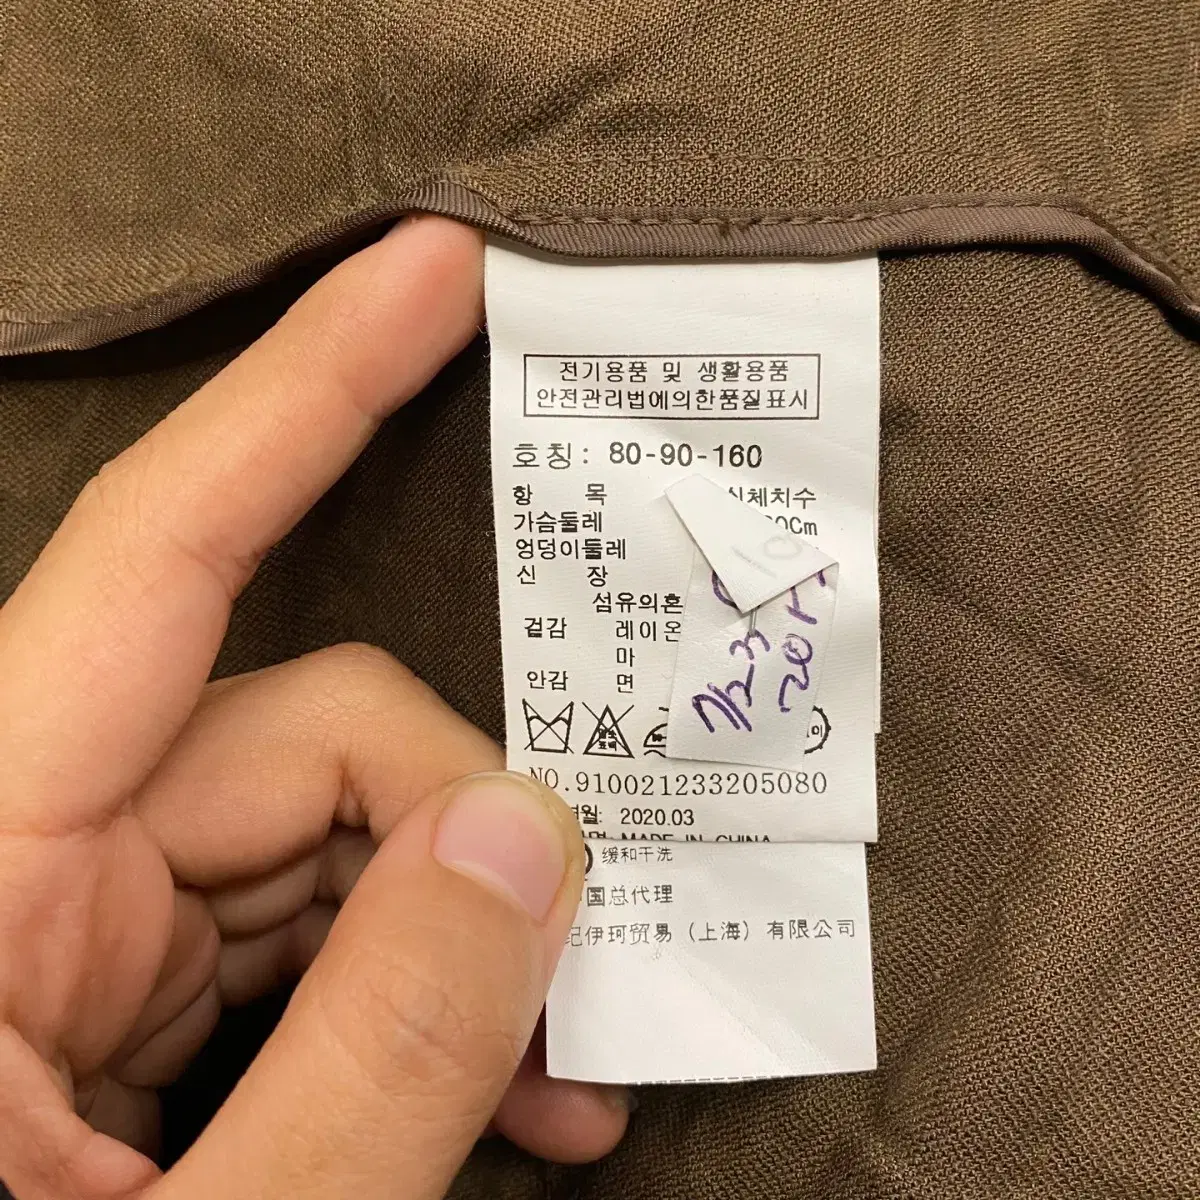 전기용품 및 생활용품
안전관리법에의한품질표시
호칭: 80-90-160
항 목 신체치수
가슴둘레
엉덩이둘레
신 장
섬유의혼
겉감 레이온
마
안감 면
NO.910021233205080
2020.03
MADE IN CHINA
缓和干洗
国总代理
伊珂贸易（上海）有限公司